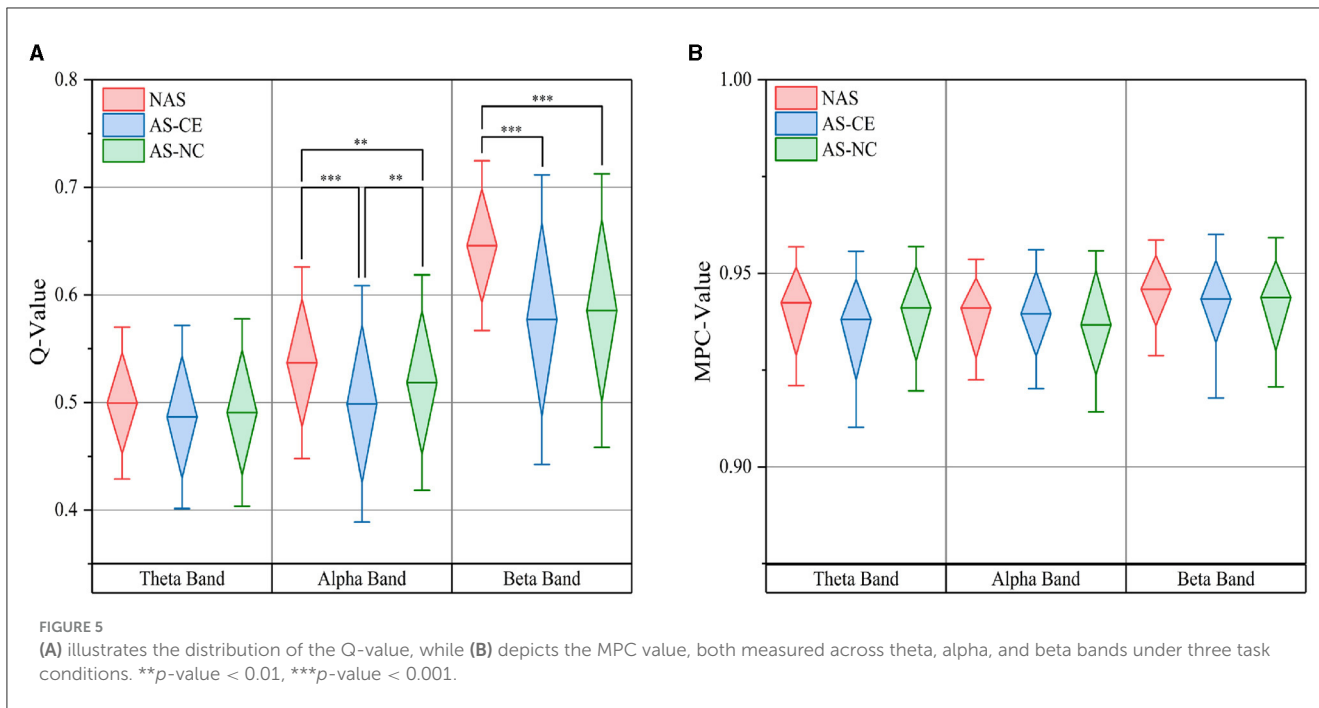 A
Q-Value
0.8
0.7
0.6
0.5
0.4
NAS
AS-CE
AS-NC
**
***
**
***
***
Theta Band
Alpha Band
Beta Band
B
MPC-Value
1.00
0.95
0.90
NAS
AS-CE
AS-NC
Theta Band
Alpha Band
Beta Band
FIGURE 5
(A) illustrates the distribution of the Q-value, while (B) depicts the MPC value, both measured across theta, alpha, and beta bands under three task
conditions. **p-value < 0.01, ***p-value < 0.001.